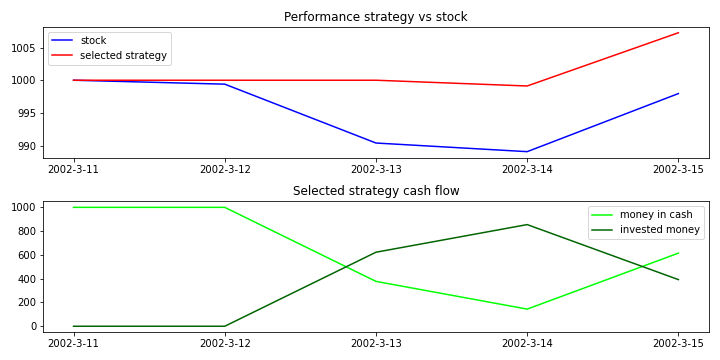 Performance strategy vs stock
stock
selected strategy
1005
1000
995
990
2002-3-11 2002-3-12 2002-3-13 2002-3-14 2002-3-15
Selected strategy cash flow
money in cash
invested money
1000
800
600
400
200
0
2002-3-11 2002-3-12 2002-3-13 2002-3-14 2002-3-15